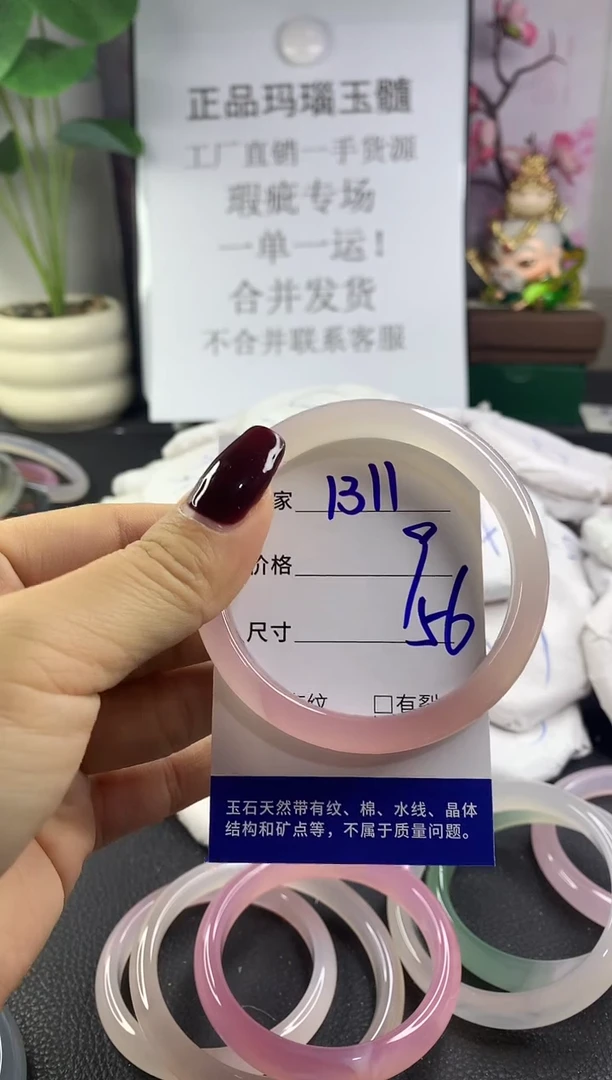 正品玛瑙玉髓
工厂直销一手货源
瑕疵专场
一单一运！
合并发货
不合并联系客服
家 1311
价格
尺寸 56
纹 □有裂
玉石天然带有纹、棉、水线、晶体
结构和矿点等，不属于质量问题。